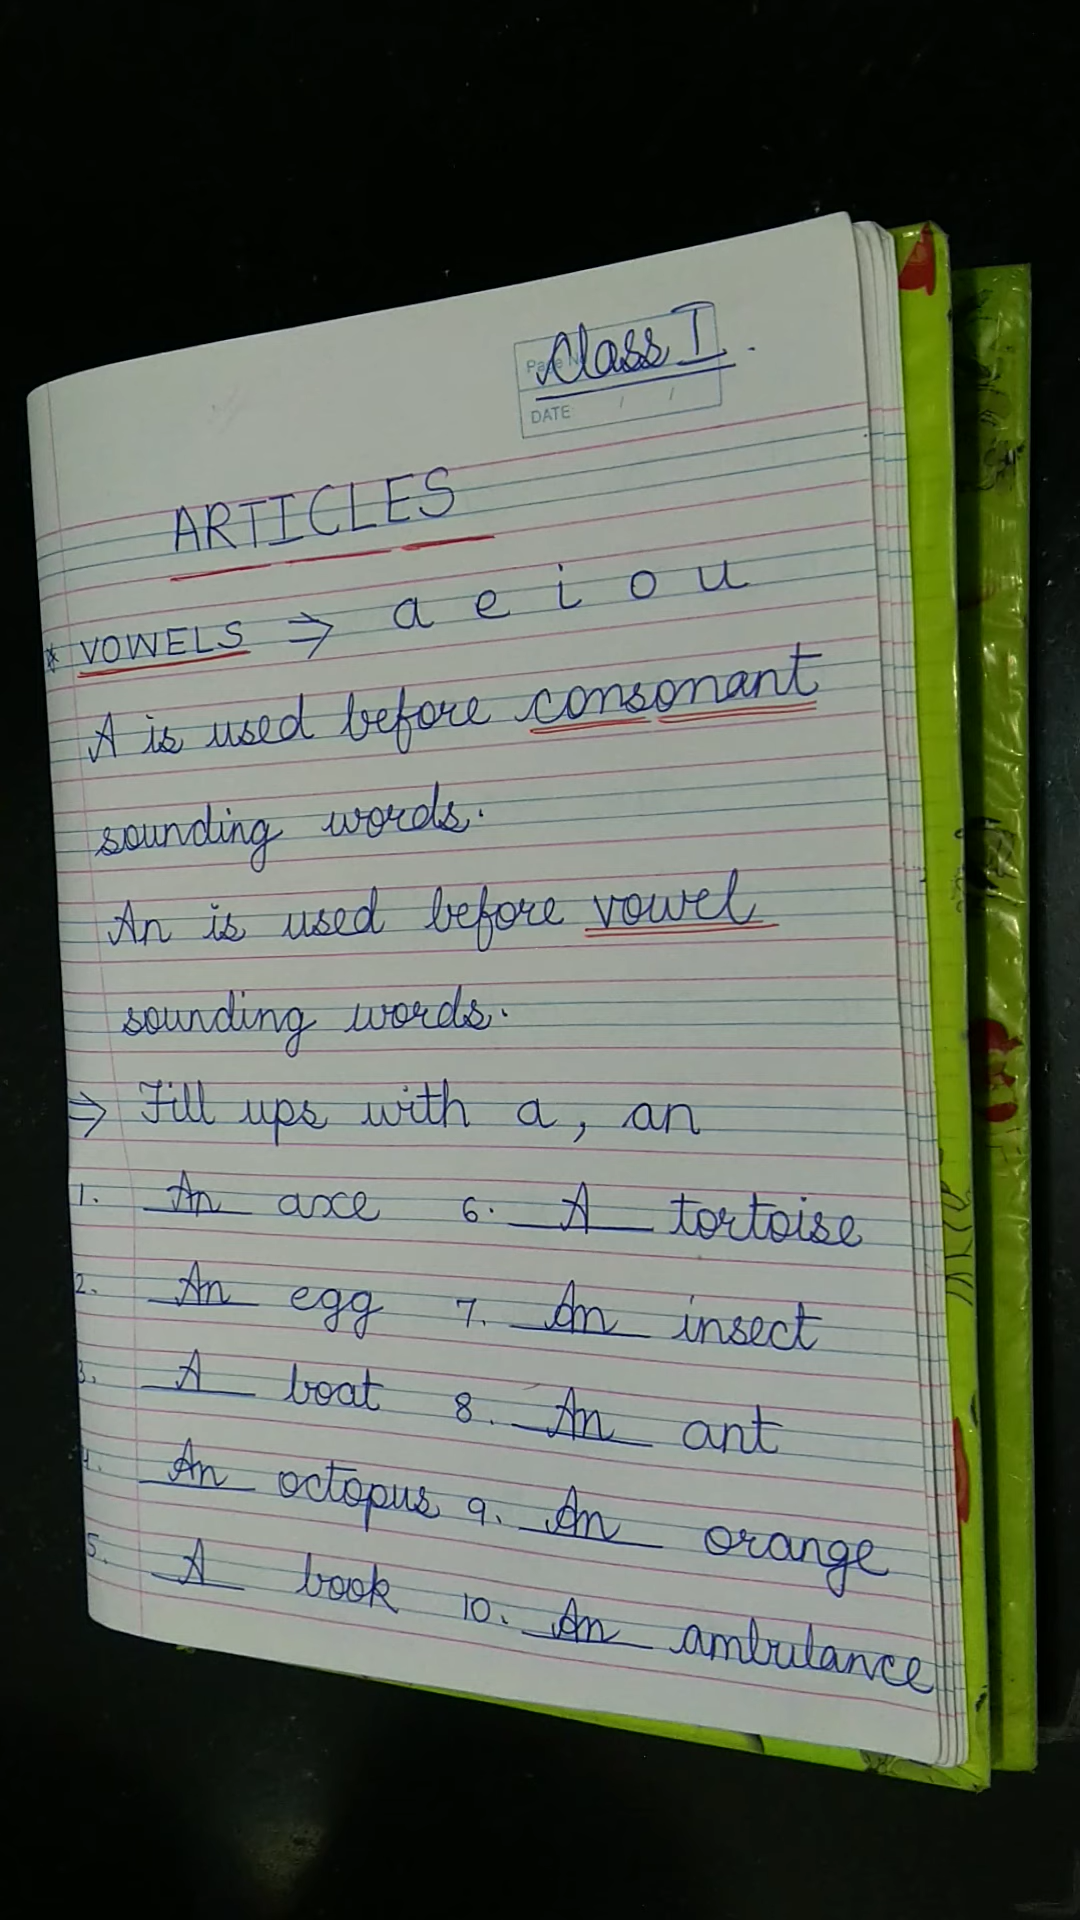 Page No.
Class I.
DATE / /
ARTICLES
* VOWELS ⇒ a e i o u
A is used before consonant
sounding words.
An is used before vowel
sounding words.
⇒ Fill ups with a, an
1. An axe 6. A tortoise
2. An egg 7. An insect
3. A boat 8. An ant
4. An octopus 9. An orange
5. A book 10. An ambulance